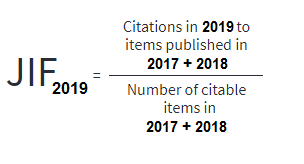 Citations in 2019 to
items published in
2017 + 2018
JIF2019 =
Number of citable
items in
2017 + 2018